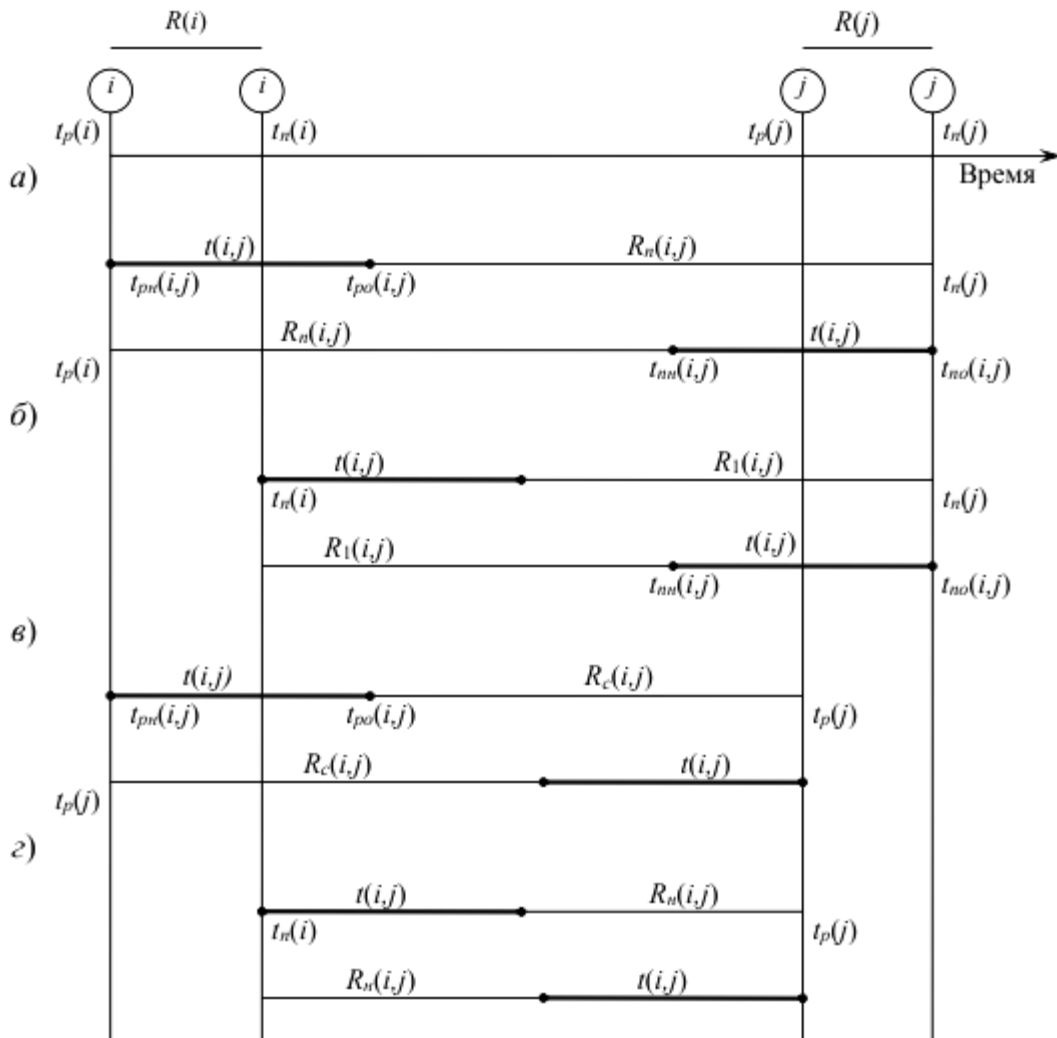 R(i) R(j)
i i j j
tр(i) tп(i) tр(j) tп(j)
Время
а)
t(i,j) Rп(i,j)
tрн(i,j) tро(i,j) tп(j)
Rп(i,j) t(i,j)
tр(i) tпн(i,j) tпо(i,j)
б)
t(i,j) R1(i,j)
tп(i) tп(j)
R1(i,j) t(i,j)
tпн(i,j) tпо(i,j)
в)
t(i,j) Rс(i,j)
tрн(i,j) tро(i,j) tр(j)
Rс(i,j) t(i,j)
tр(j)
г)
t(i,j) Rн(i,j)
tп(i) tр(j)
Rн(i,j) t(i,j)